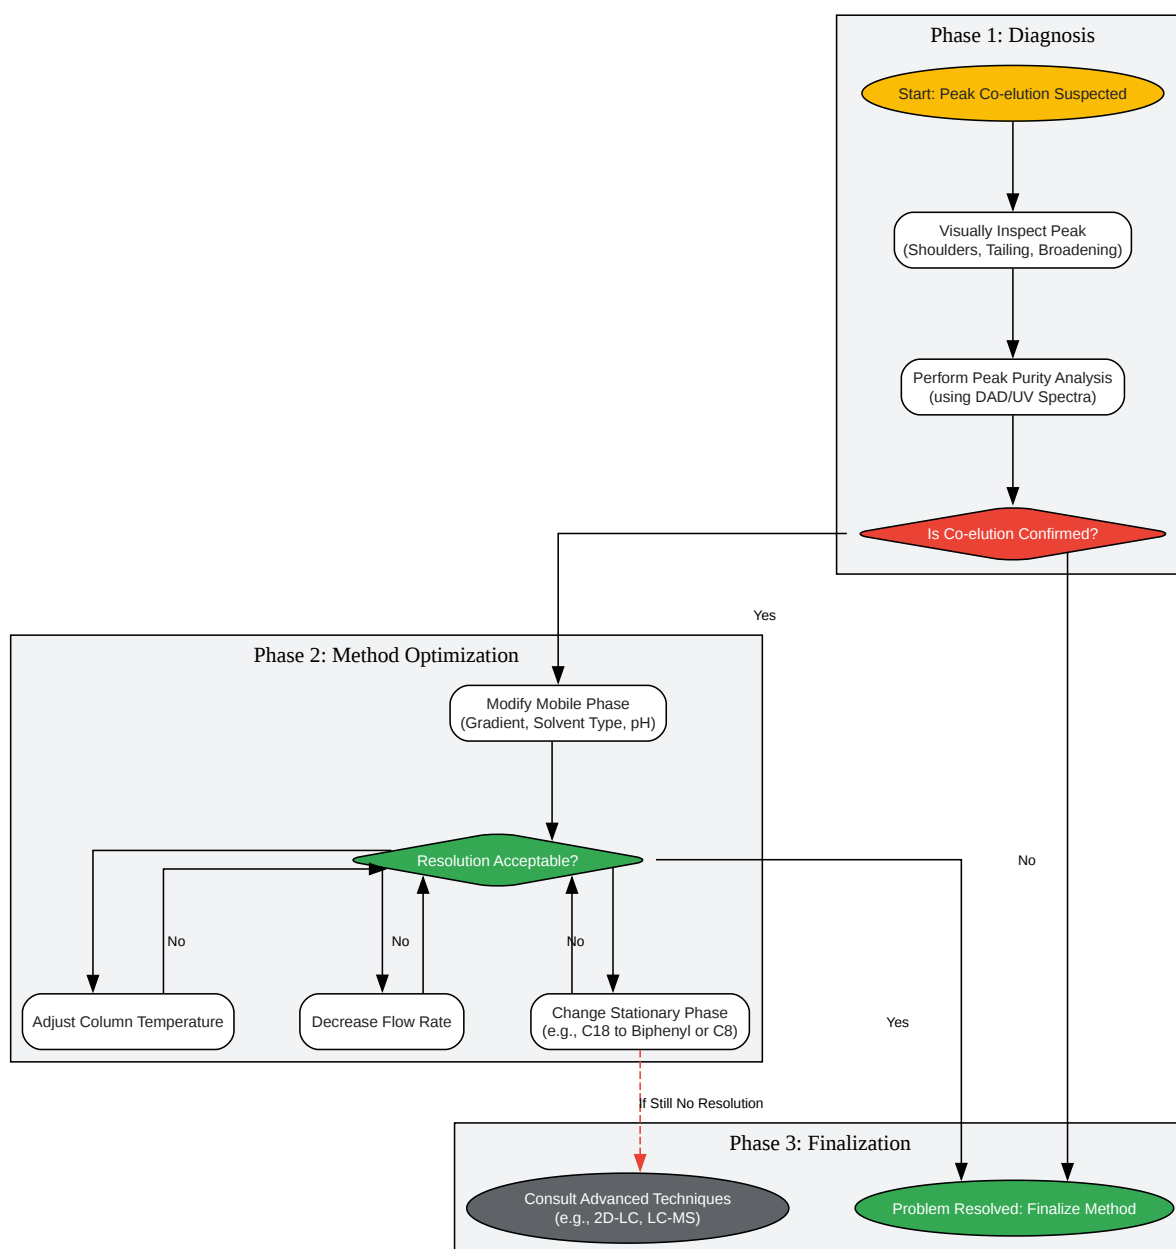 Phase 1: Diagnosis
Start: Peak Co-elution Suspected
Visually Inspect Peak
(Shoulders, Tailing, Broadening)
Perform Peak Purity Analysis
(using DAD/UV Spectra)
Is Co-elution Confirmed?
Yes
Phase 2: Method Optimization
Modify Mobile Phase
(Gradient, Solvent Type, pH)
Resolution Acceptable?
No
No
No
No
Adjust Column Temperature
Decrease Flow Rate
Change Stationary Phase
(e.g., C18 to Biphenyl or C8)
Yes
If Still No Resolution
Phase 3: Finalization
Consult Advanced Techniques
(e.g., 2D-LC, LC-MS)
Problem Resolved: Finalize Method